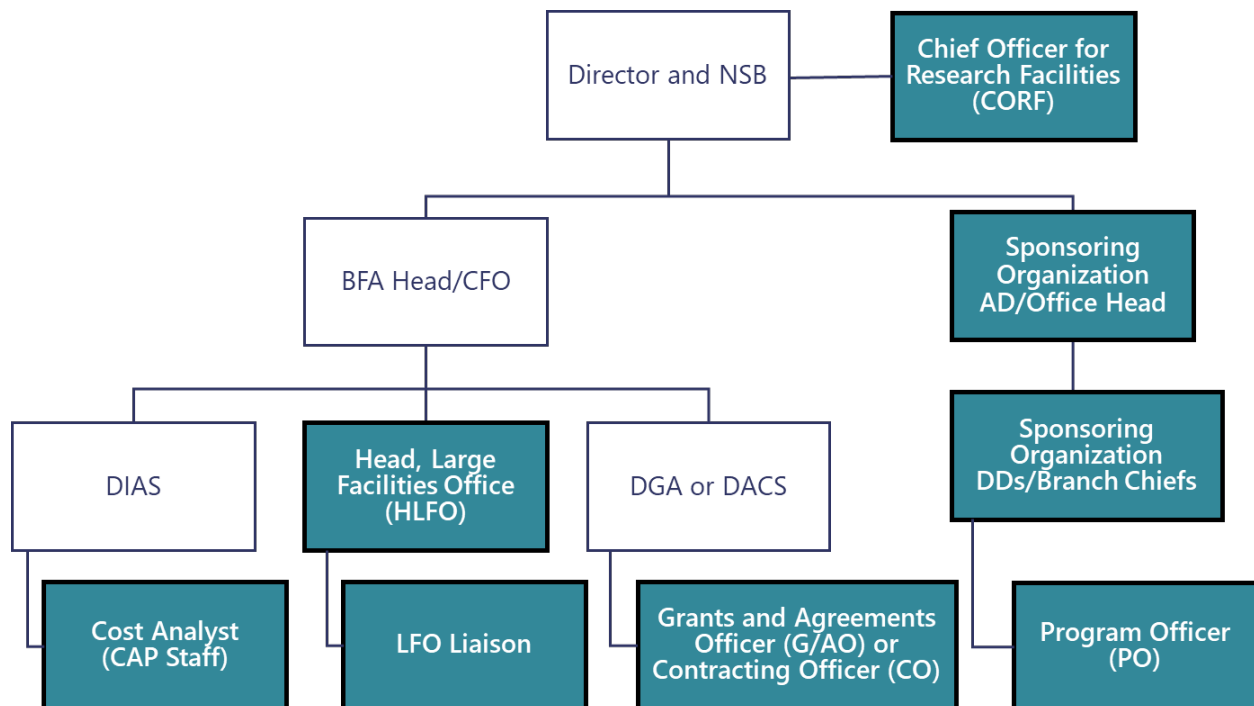 Director and NSB
Chief Officer for
Research Facilities
(CORF)
BFA Head/CFO
Sponsoring
Organization
AD/Office Head
DIAS
Head, Large
Facilities Office
(HLFO)
DGA or DACS
Sponsoring
Organization
DDs/Branch Chiefs
Cost Analyst
(CAP Staff)
LFO Liaison
Grants and Agreements
Officer (G/AO) or
Contracting Officer (CO)
Program Officer
(PO)